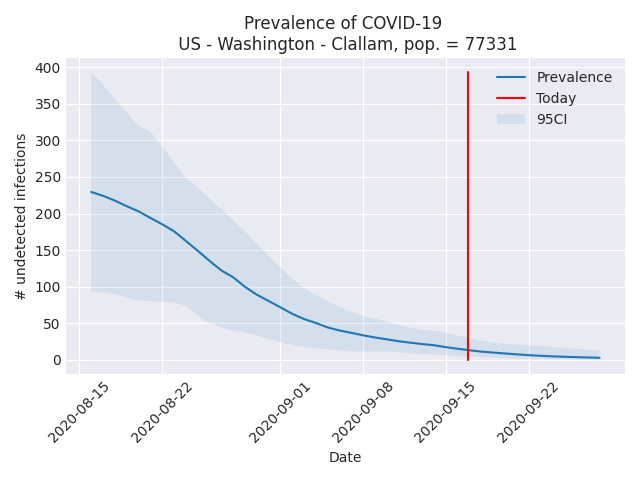 Prevalence of COVID-19
US - Washington - Clallam, pop. = 77331
Prevalence
Today
95CI
400
350
300
250
200
150
100
50
0
# undetected infections
2020-08-15
2020-08-22
2020-09-01
2020-09-08
2020-09-15
2020-09-22
Date